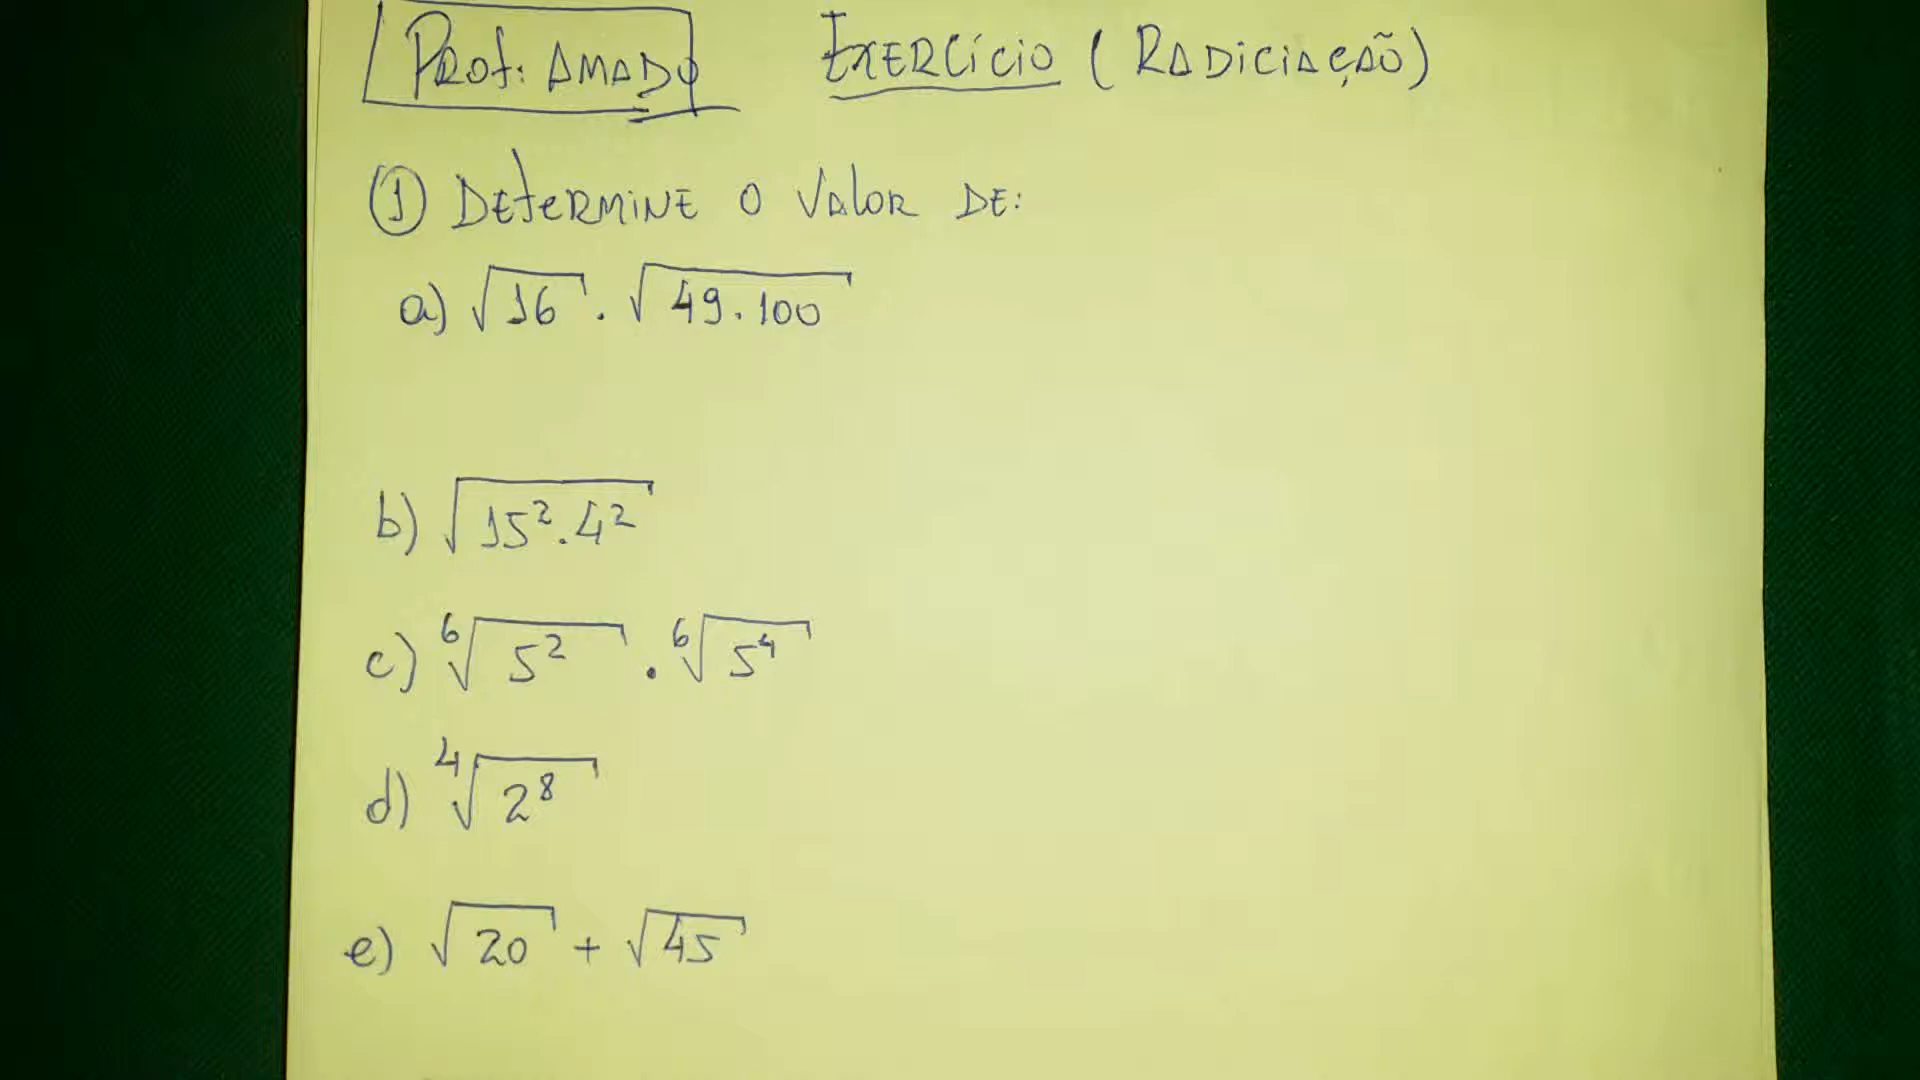 Prof: AMADO EXERCÍCIO (RADICIAÇÃO)
① DETERMINE O VALOR DE:
a) √16 . √49.100
b) √15².4²
c) ⁶√5² . ⁶√5⁴
d) ⁴√2⁸
e) √20 + √45